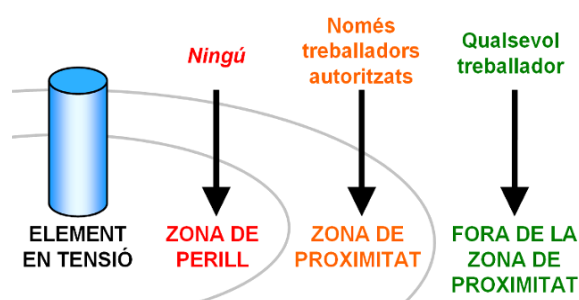 Ningú
Només
treballadors
autoritzats
Qualsevol
treballador
ELEMENT
EN TENSIÓ
ZONA DE
PERILL
ZONA DE
PROXIMITAT
FORA DE LA
ZONA DE
PROXIMITAT